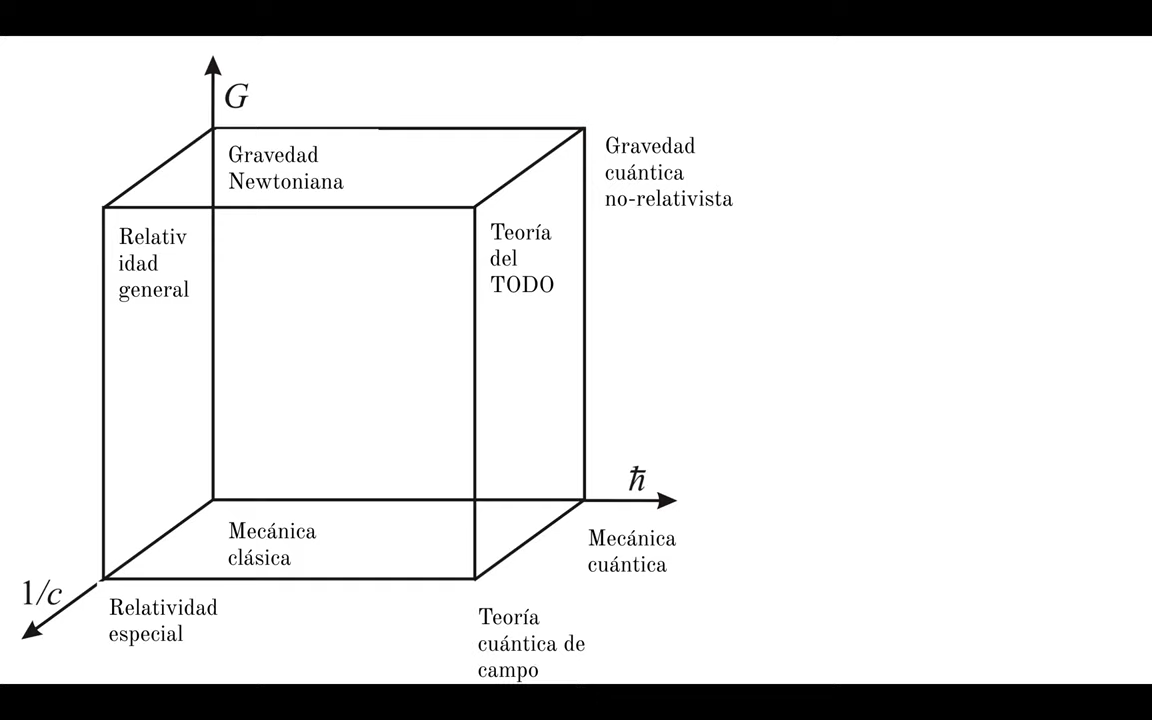 G
Gravedad
Newtoniana
Gravedad
cuántica
no-relativista
Relativ
idad
general
Teoría
del
TODO
ħ
Mecánica
clásica
Mecánica
cuántica
1/c
Relatividad
especial
Teoría
cuántica de
campo